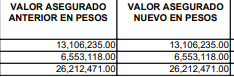 VALOR ASEGURADO VALOR ASEGURADO
ANTERIOR EN PESOS NUEVO EN PESOS
13,106,235.00 13,106,235.00
6,553,118.00 6,553,118.00
26,212,471.00 26,212,471.00